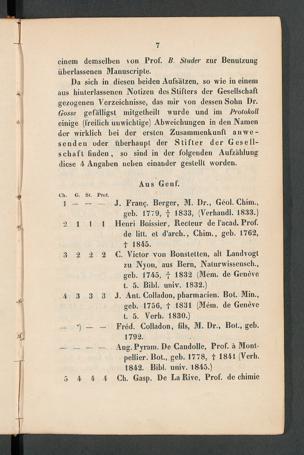 7
einem demselben von Prof. B. Studer zur Benutzung
überlassenen Manuscripte.
Da sich in diesen beiden Aufsätzen, so wie in einem
aus hinterlassenen Notizen des Stifters der Gesellschaft
gezogenen Verzeichnisse, das mir von dessen Sohn Dr.
Gosse gefälligst mitgetheilt wurde und im Protokoll
einige (freilich unwichtige) Abweichungen in den Namen
der wirklich bei der ersten Zusammenkunft anwe-
senden oder überhaupt der Stifter der Gesell-
schaft finden, so sind in der folgenden Aufzählung
diese 4 Angaben neben einander gestellt worden.
Aus Genf.
Ch. G. St. Prot.
1 — — — J. Franç. Berger, M. Dr., Géol. Chim.,
geb. 1779, † 1833, (Verhandl. 1833.)
2 1 1 1 Henri Boissier, Recteur de l'acad. Prof.
de litt. et d'arch., Chim., geb. 1762,
† 1845.
3 2 2 2 C. Victor von Bonstetten, alt Landvogt
zu Nyon, aus Bern, Naturwissensch.,
geb. 1745, † 1832 (Mem. de Genève
t. 5. Bibl. univ. 1832.)
4 3 3 3 J. Ant. Colladon, pharmacien. Bot. Min.,
geb. 1756, † 1831 (Mém. de Genève
t. 5. Verh. 1830.)
— — — Fréd. Colladon, fils, M. Dr., Bot., geb.
1792.
— — — — Aug. Pyram. De Candolle, Prof. à Mont-
pellier. Bot., geb. 1778, † 1841 (Verh.
1842. Bibl. univ. 1845.)
5 4 4 4 Ch. Gasp. De La Rive, Prof. de chimie